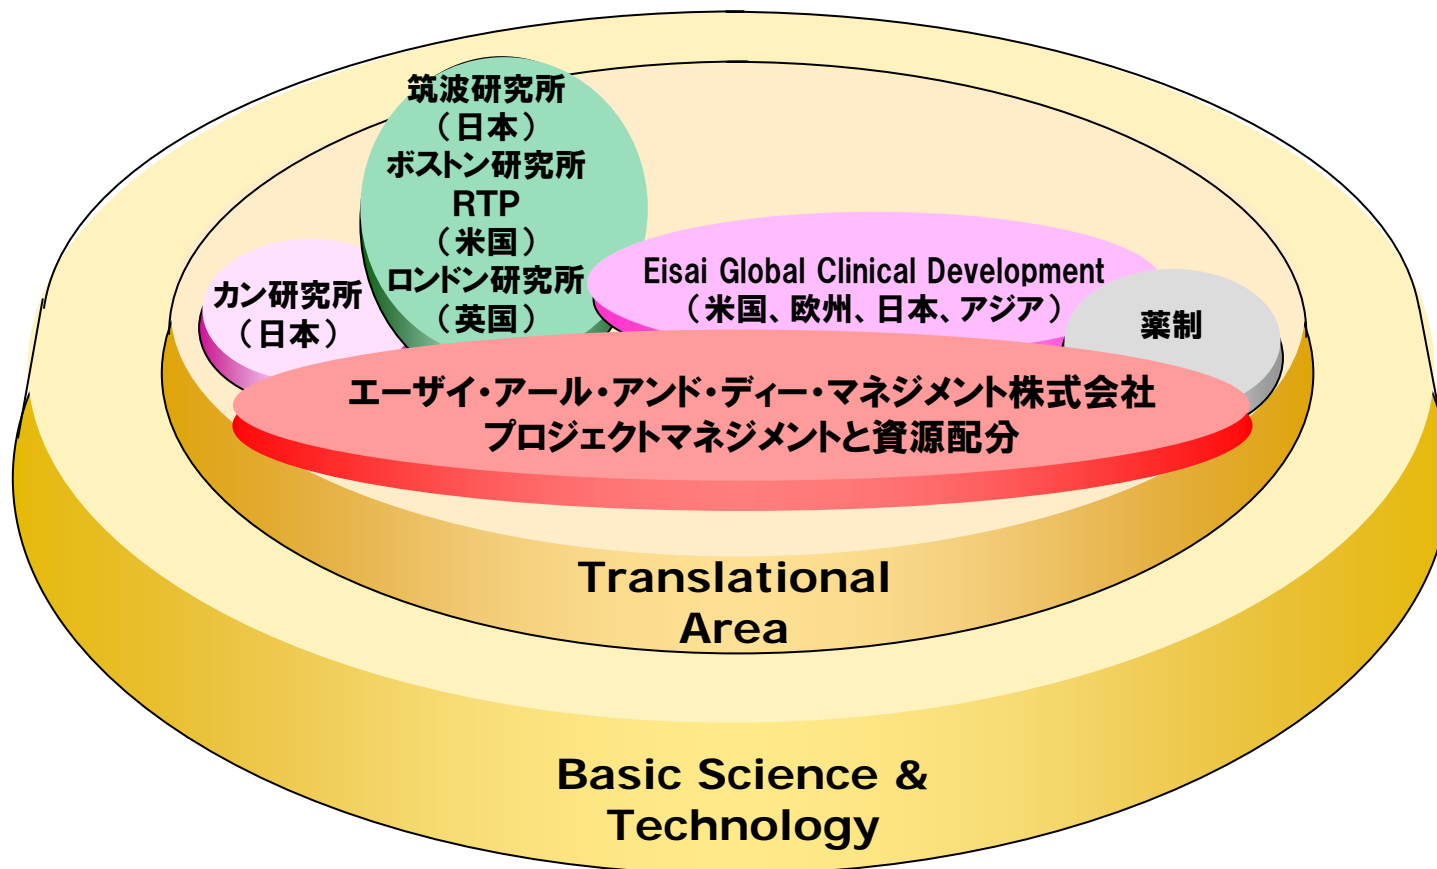 筑波研究所
（日本）
ボストン研究所
RTP
（米国）
ロンドン研究所
（英国）
カン研究所
（日本）
Eisai Global Clinical Development
（米国、欧州、日本、アジア）
薬制
エーザイ・アール・アンド・ディー・マネジメント株式会社
プロジェクトマネジメントと資源配分
Translational
Area
Basic Science &
Technology